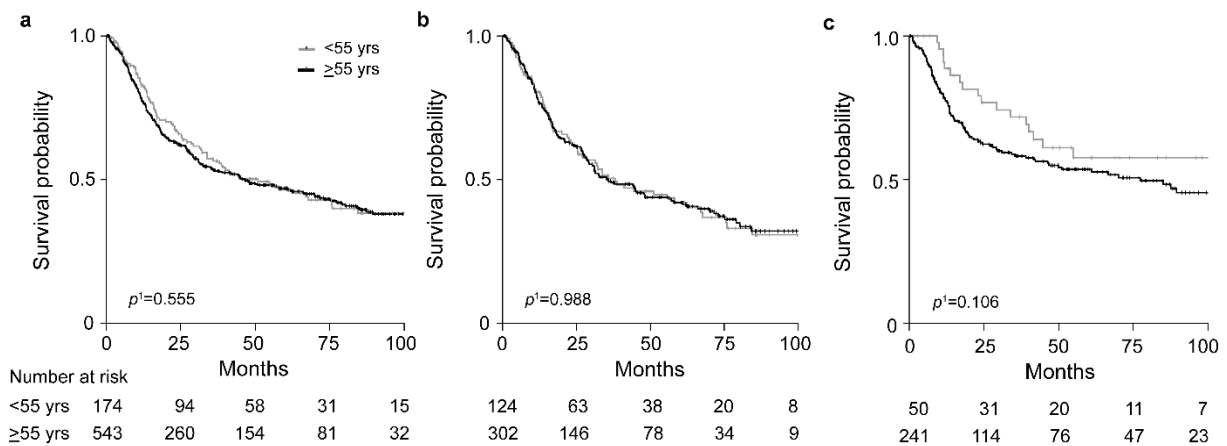 a
b
c
1.0
0.5
0
Survival probability
<55 yrs
≥55 yrs
p¹=0.555
0 25 50 75 100
Months
1.0
0.5
0
Survival probability
p¹=0.988
0 25 50 75 100
Months
1.0
0.5
0
Survival probability
p¹=0.106
0 25 50 75 100
Months
Number at risk
<55 yrs 174 94 58 31 15 124 63 38 20 8 50 31 20 11 7
≥55 yrs 543 260 154 81 32 302 146 78 34 9 241 114 76 47 23